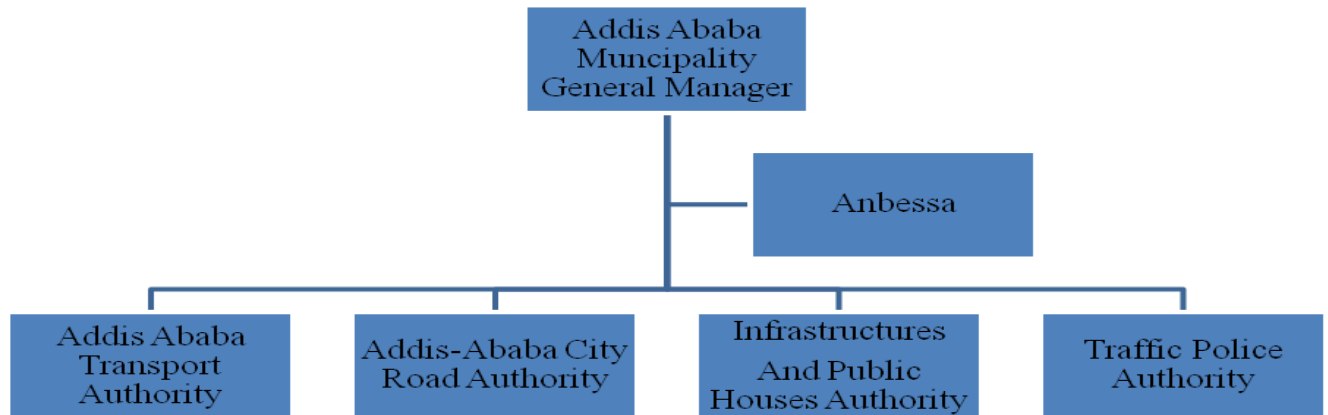 Addis Ababa
Muncipality
General Manager
Anbessa
Addis Ababa
Transport
Authority
Addis-Ababa City
Road Authority
Infrastructures
And Public
Houses Authority
Traffic Police
Authority